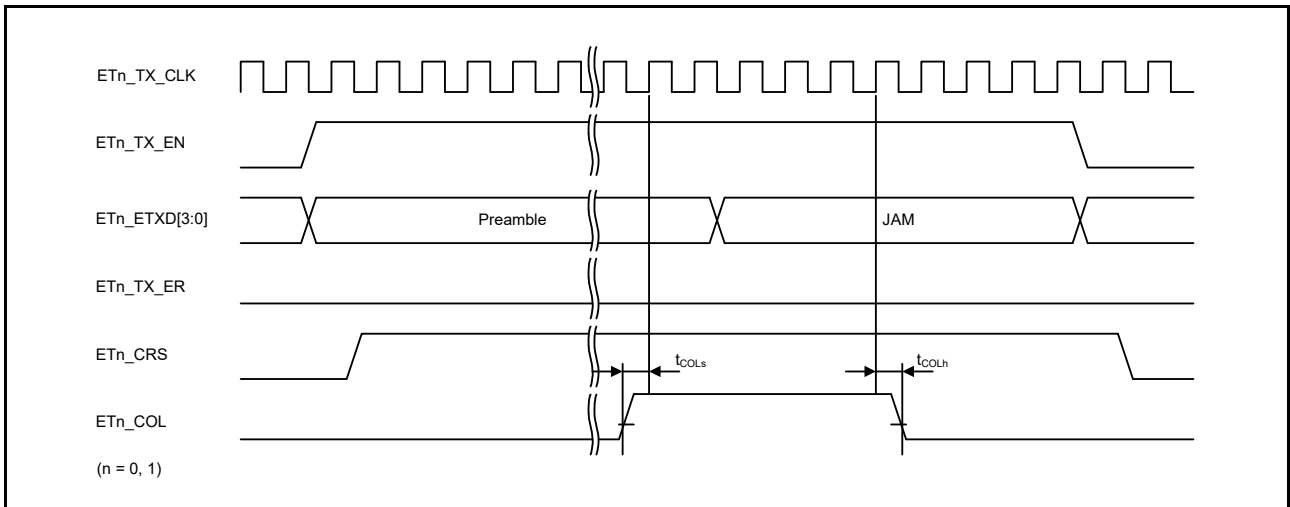 ETn_TX_CLK
ETn_TX_EN
ETn_ETXD[3:0]
Preamble
JAM
ETn_TX_ER
ETn_CRS
tCOLs
tCOLh
ETn_COL
(n = 0, 1)